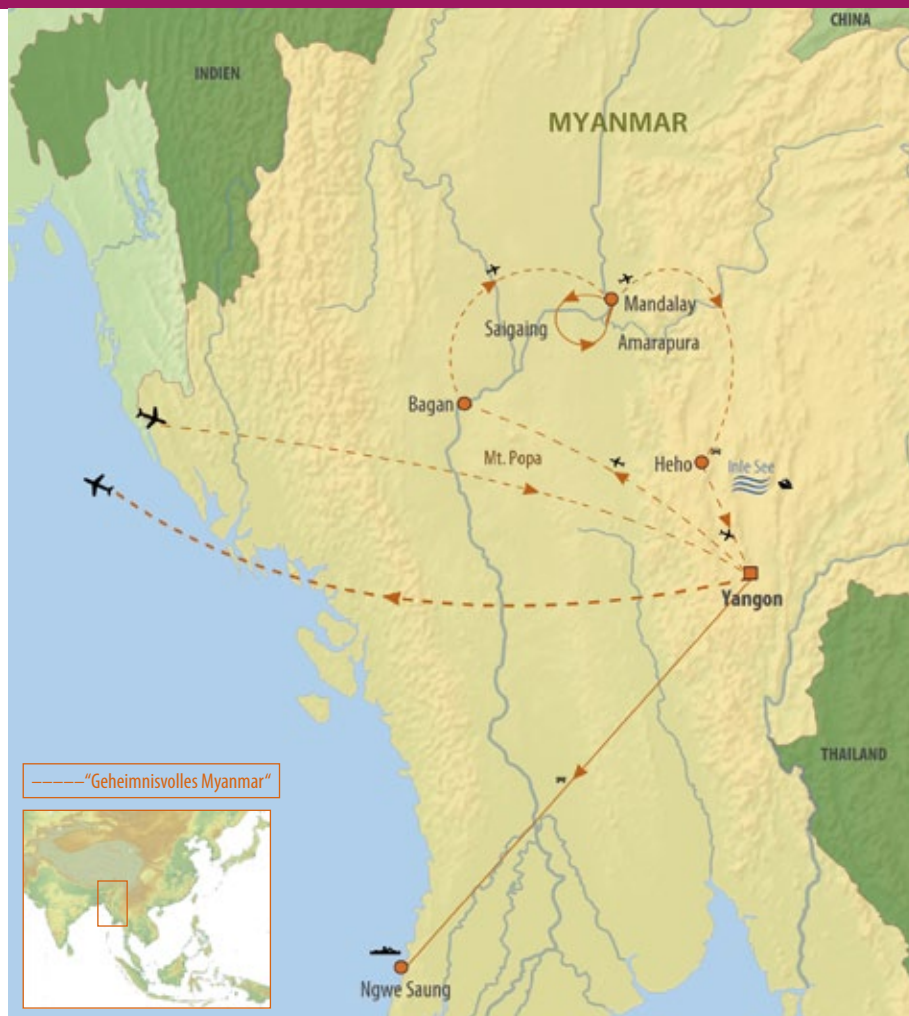 CHINA
INDIEN
MYANMAR
Mandalay
Saigaing
Amarapura
Bagan
Mt. Popa
Heho
Inle See
Yangon
THAILAND
"Geheimnisvolles Myanmar"
Ngwe Saung